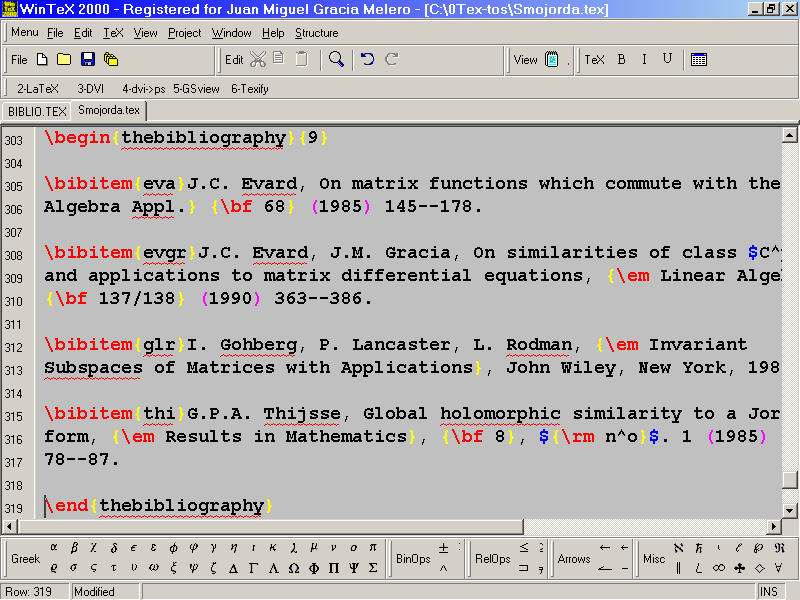 WinTeX 2000 - Registered for Juan Miguel Gracia Melero - [C:\0Tex-tos\Smojorda.tex]
Menu File Edit TeX View Project Window Help Structure
File Edit View TeX B I U
2-LaTeX 3-DVI 4-dvi->ps 5-GSview 6-Texify
BIBLIO.TEX Smojorda.tex
303 \begin{thebibliography}{9}
304
305 \bibitem{eva}J.C. Evard, On matrix functions which commute with the
306 Algebra Appl.} {\bf 68} (1985) 145--178.
307
308 \bibitem{evgr}J.C. Evard, J.M. Gracia, On similarities of class $C^
309 and applications to matrix differential equations, {\em Linear Alge
310 {\bf 137/138} (1990) 363--386.
311
312 \bibitem{glr}I. Gohberg, P. Lancaster, L. Rodman, {\em Invariant
313 Subspaces of Matrices with Applications}, John Wiley, New York, 198
314
315 \bibitem{thi}G.P.A. Thijsse, Global holomorphic similarity to a Jor
316 form, {\em Results in Mathematics}, {\bf 8}, ${\rm n^o}$. 1 (1985)
317 78--87.
318
319 \end{thebibliography}
α β χ δ ϵ ε ϕ φ γ η ι κ λ μ ν ο π ± ≤ ← ← ℵ ℏ ℓ ℘ ℜ
Greek BinOps RelOps Arrows Misc
ϱ σ ς τ υ ω ξ ψ ζ Δ Γ Λ Ω Φ Π Ψ Σ ∧ ⊐ ∥ ∠ ∞ ♣ ◇ ∀
Row: 319 Modified INS